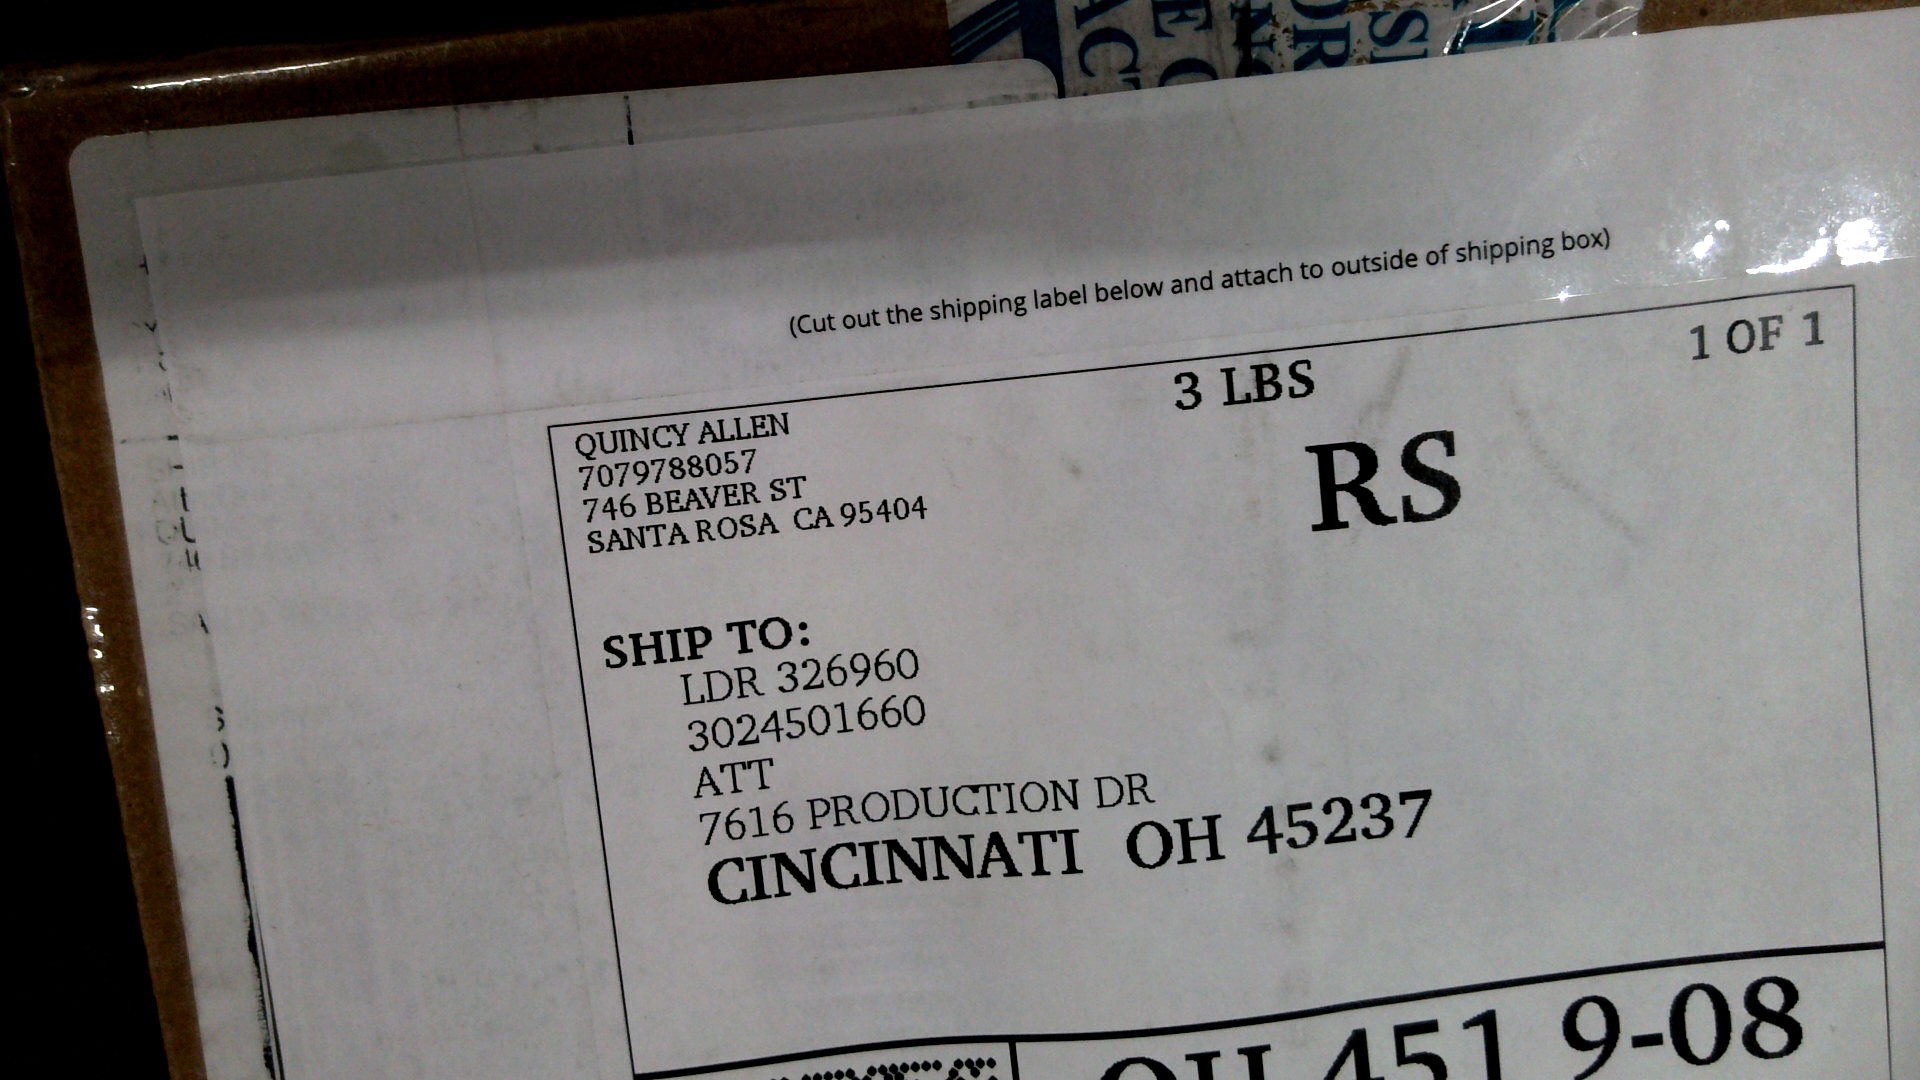 (Cut out the shipping label below and attach to outside of shipping box)
1 OF 1
3 LBS
RS
QUINCY ALLEN
7079788057
746 BEAVER ST
SANTA ROSA CA 95404
SHIP TO:
LDR 326960
3024501660
ATT
7616 PRODUCTION DR
CINCINNATI OH 45237
OH 451 9-08